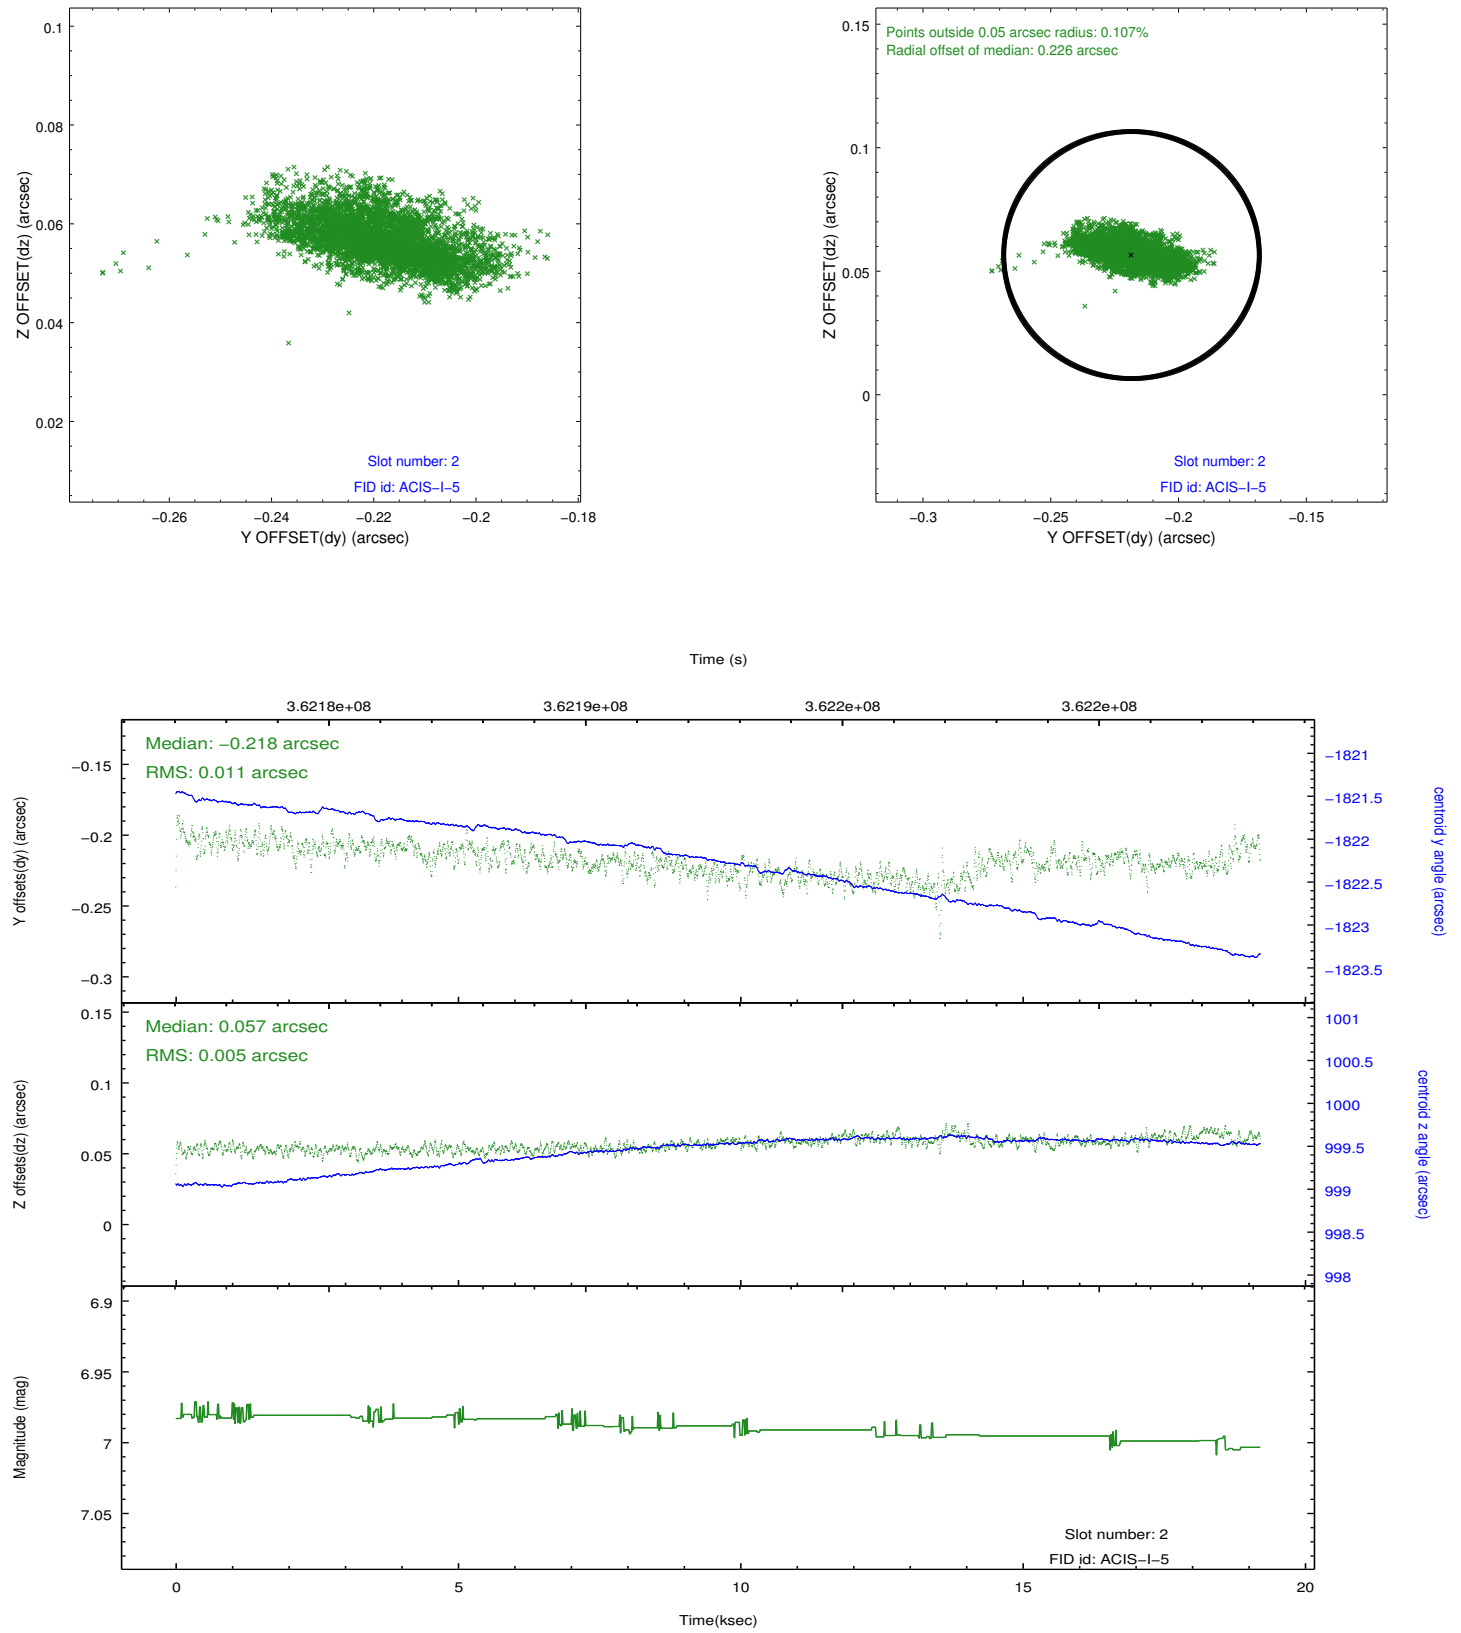 0.1
0.08
0.06
0.04
0.02
Z OFFSET(dz) (arcsec)
Slot number: 2
FID id: ACIS−I−5
−0.26
−0.24
−0.22
−0.2
−0.18
Y OFFSET(dy) (arcsec)
Points outside 0.05 arcsec radius: 0.107%
Radial offset of median: 0.226 arcsec
0.15
0.1
0.05
0
Z OFFSET(dz) (arcsec)
Slot number: 2
FID id: ACIS−I−5
−0.3
−0.25
−0.2
−0.15
Y OFFSET(dy) (arcsec)
Time (s)
3.6218e+08
3.6219e+08
3.622e+08
3.622e+08
Median: −0.218 arcsec
RMS: 0.011 arcsec
−0.15
−0.2
−0.25
−0.3
Y offsets(dy) (arcsec)
−1821
−1821.5
−1822
−1822.5
−1823
−1823.5
centroid y angle (arcsec)
Median: 0.057 arcsec
RMS: 0.005 arcsec
0.15
0.1
0.05
0
Z offsets(dz) (arcsec)
1001
1000.5
1000
999.5
999
998.5
998
centroid z angle (arcsec)
6.9
6.95
7
7.05
Magnitude (mag)
Slot number: 2
FID id: ACIS−I−5
0
5
10
15
20
Time(ksec)